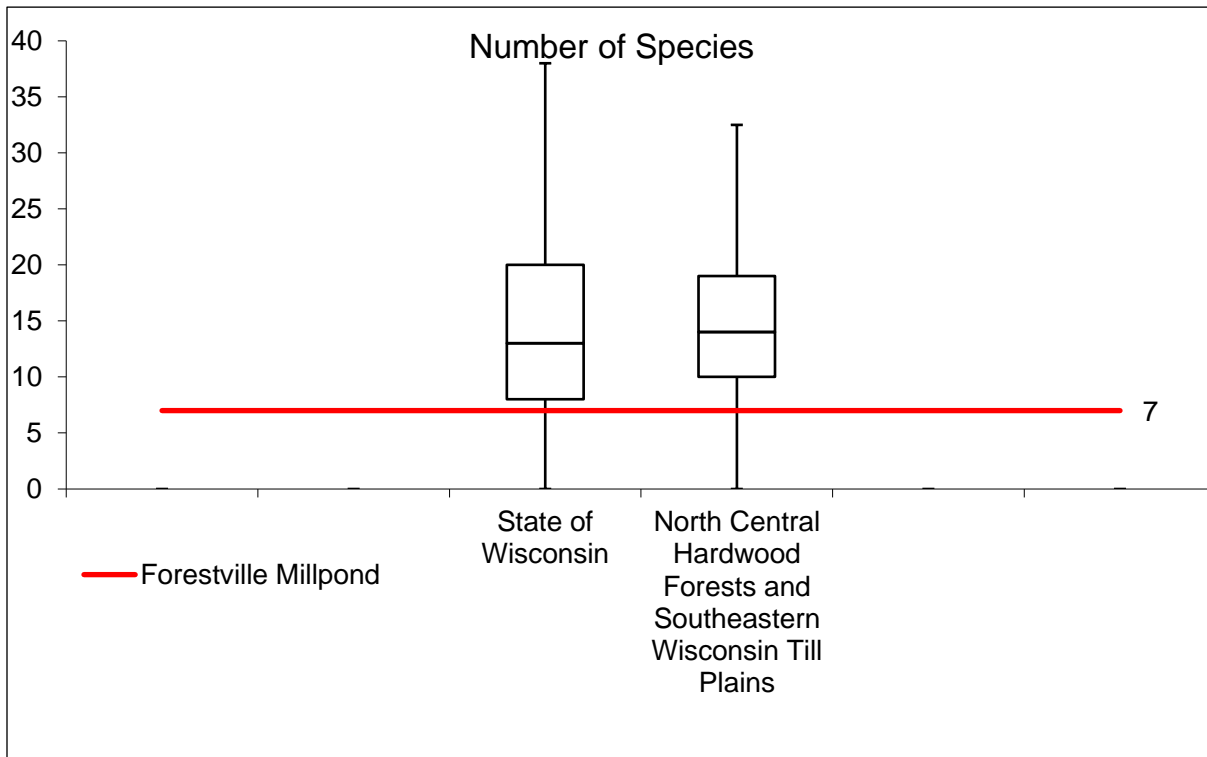 Number of Species
40
35
30
25
20
15
10
5
0
7
State of
Wisconsin
North Central
Hardwood
Forests and
Southeastern
Wisconsin Till
Plains
Forestville Millpond